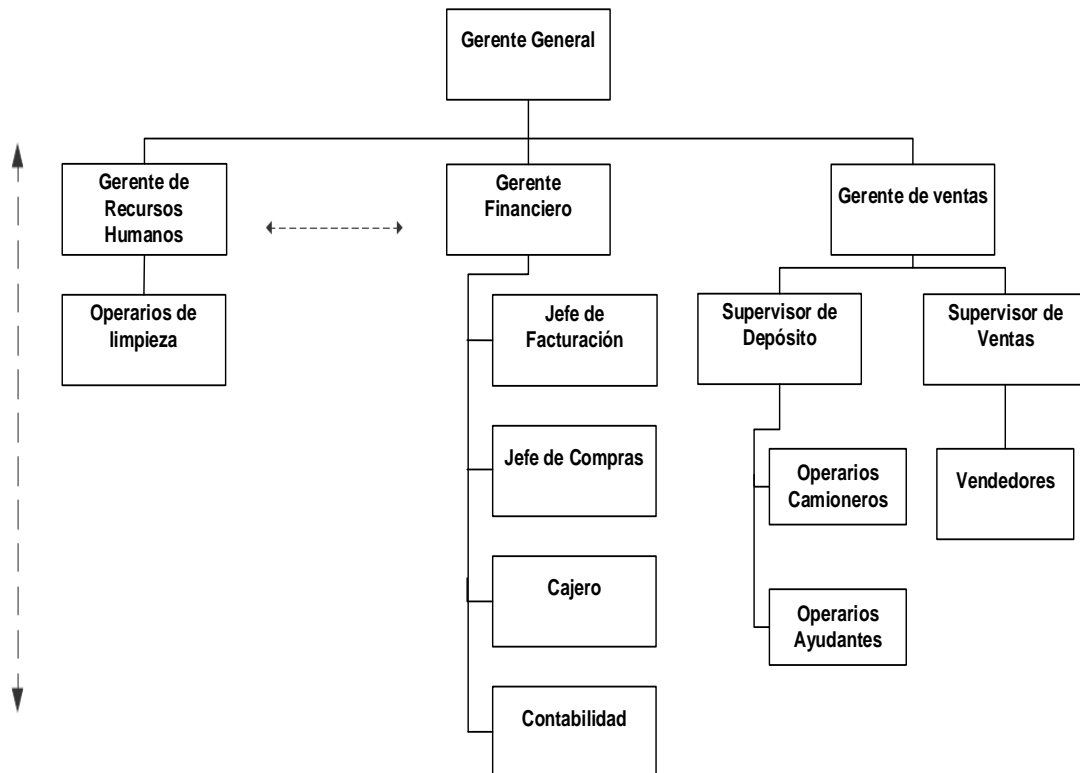 Gerente General
Gerente de
Recursos
Humanos
Gerente
Financiero
Gerente de ventas
Operarios de
limpieza
Jefe de
Facturación
Supervisor de
Depósito
Supervisor de
Ventas
Jefe de Compras
Operarios
Camioneros
Vendedores
Cajero
Operarios
Ayudantes
Contabilidad